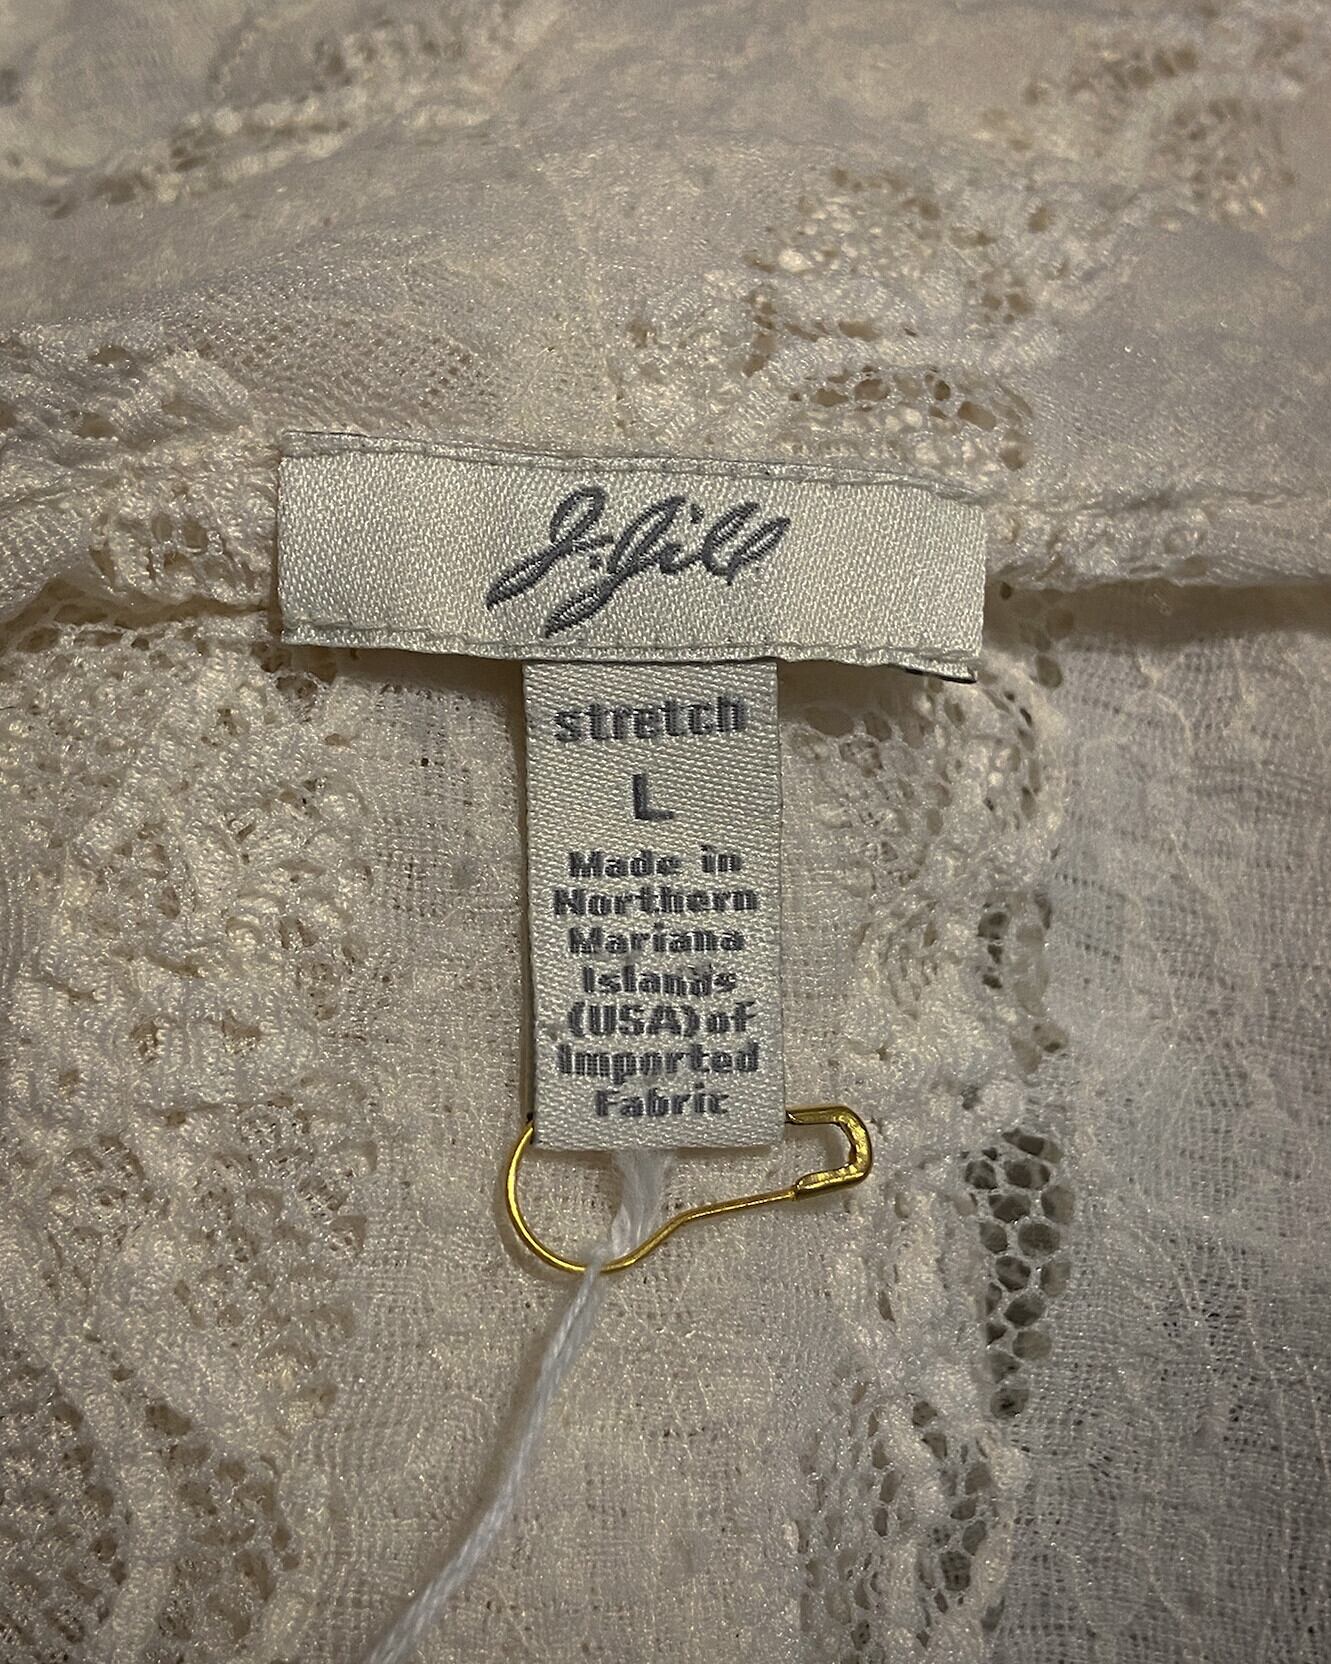 J.Jill
stretch
L
Made in
Northern
Mariana
Islands
(USA) of
Imported
Fabric